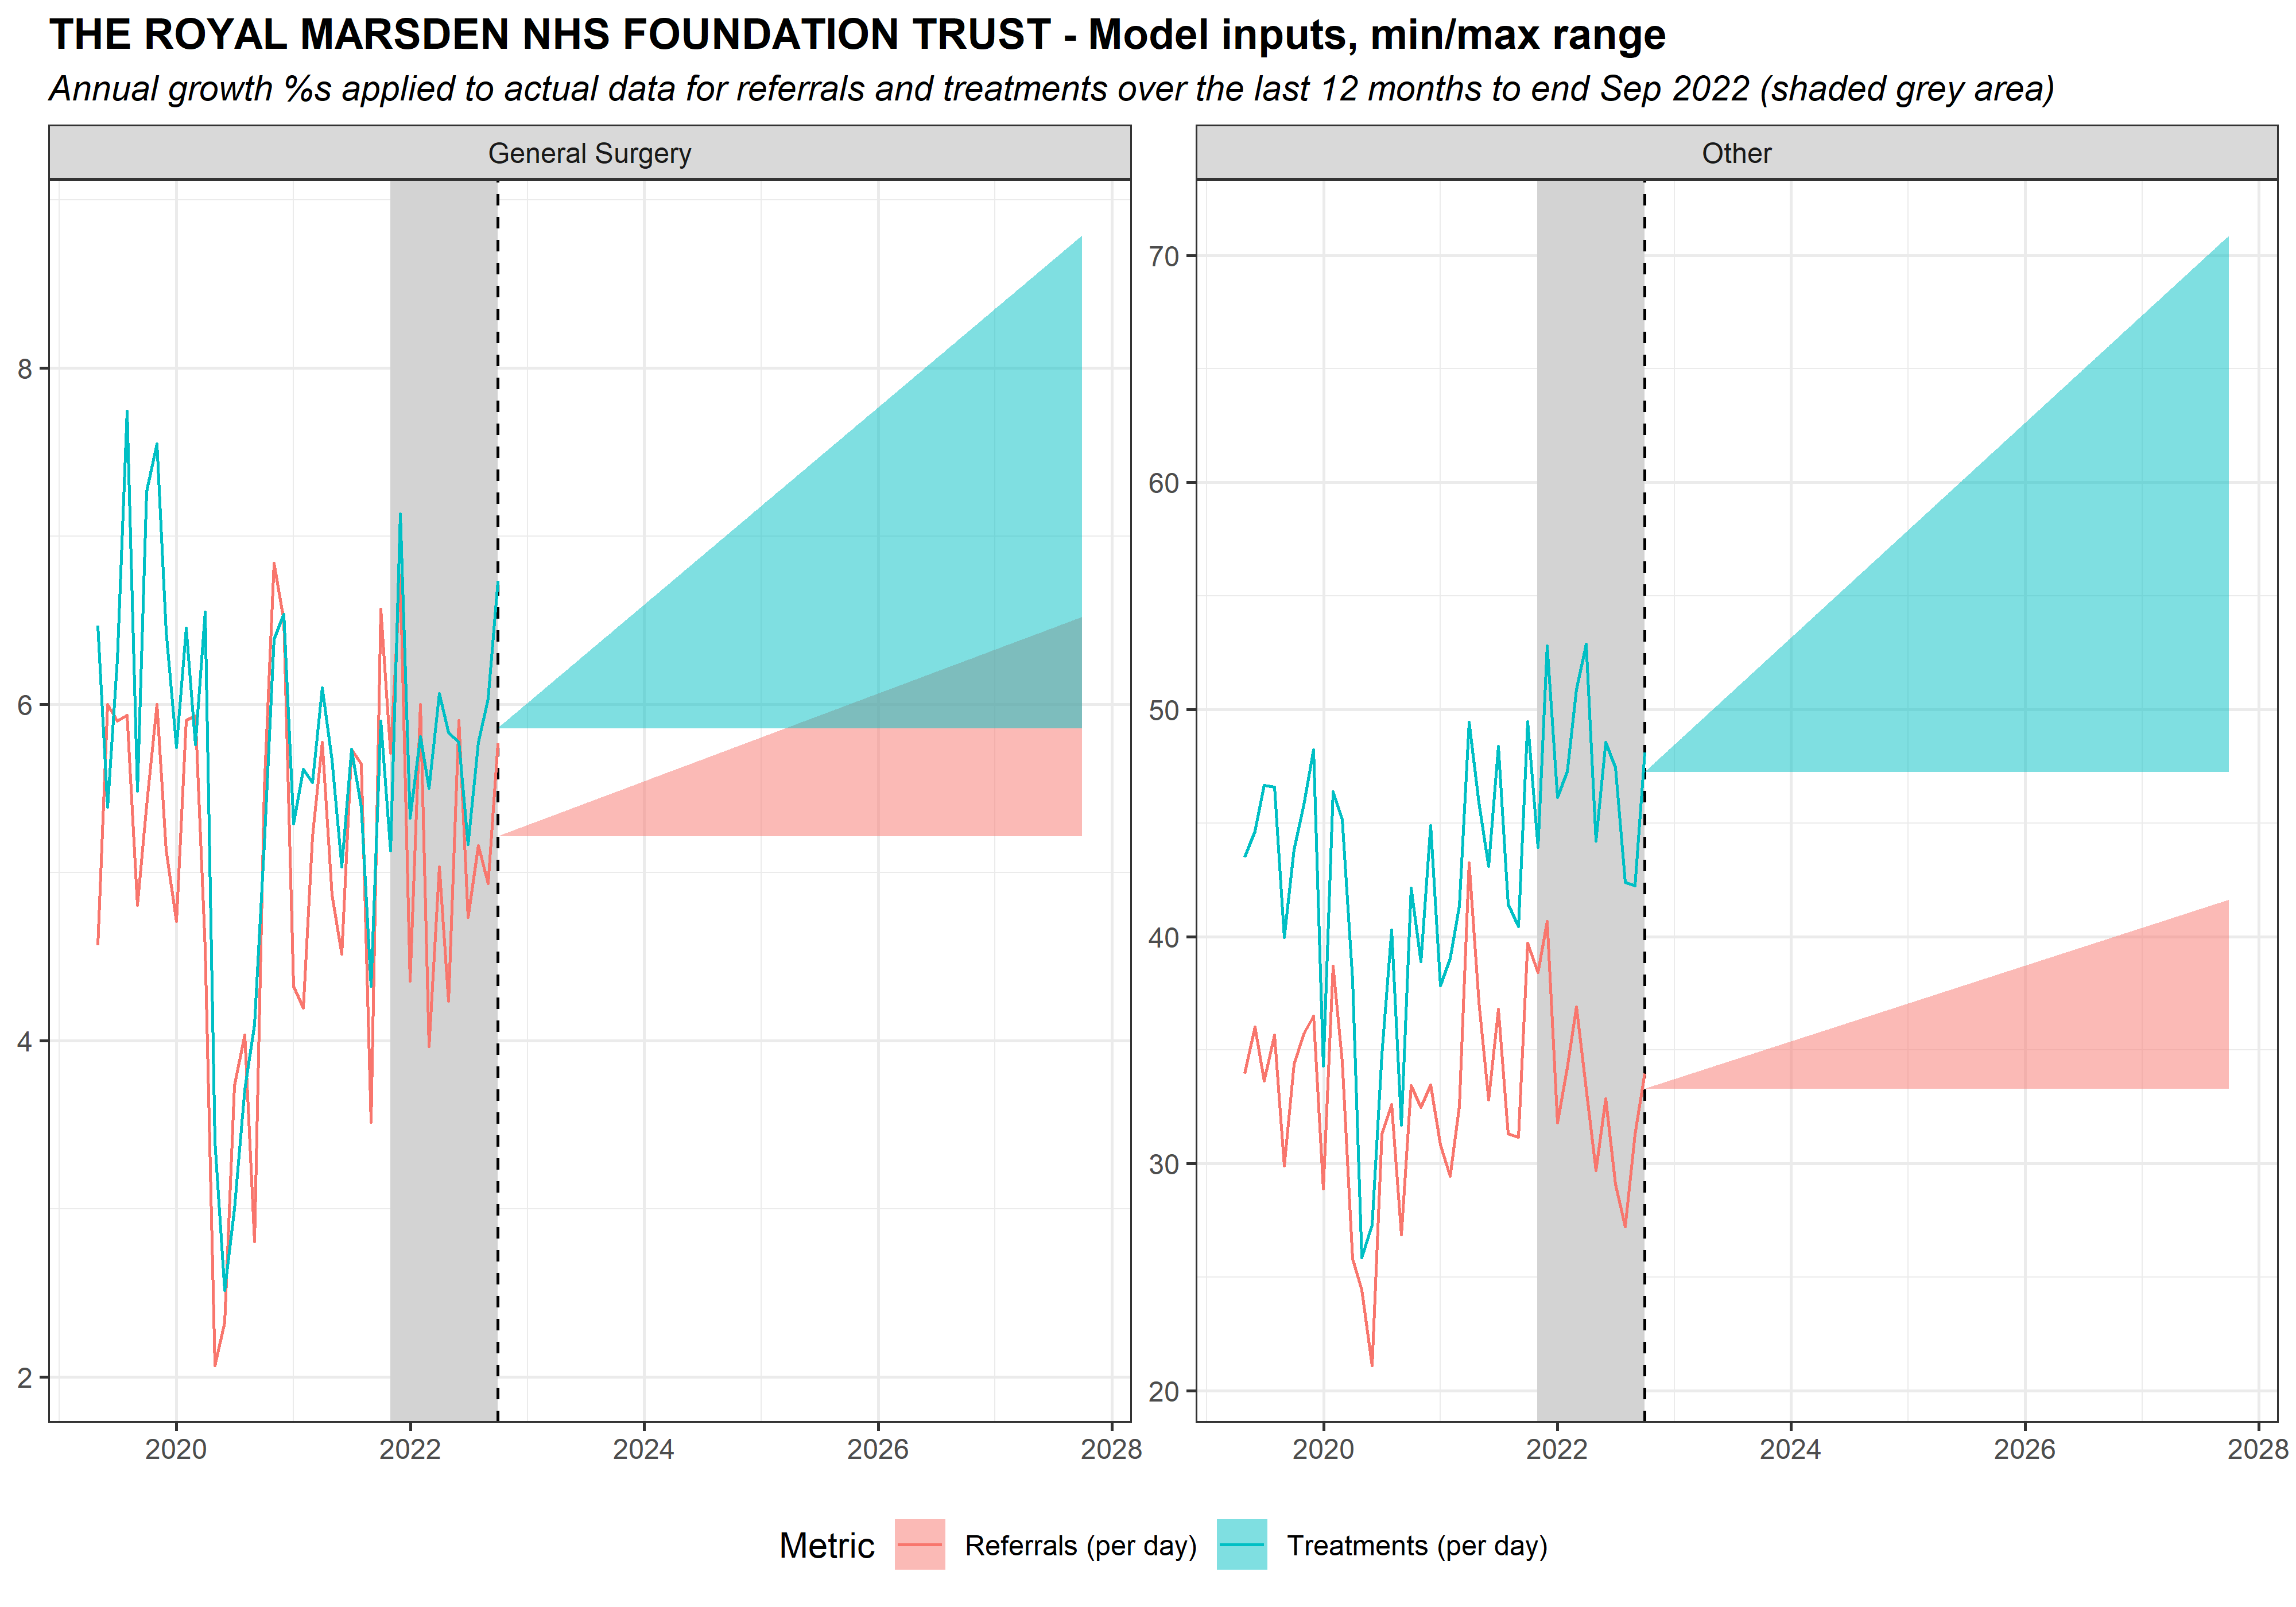 THE ROYAL MARSDEN NHS FOUNDATION TRUST - Model inputs, min/max range
Annual growth %s applied to actual data for referrals and treatments over the last 12 months to end Sep 2022 (shaded grey area)
General Surgery
8
6
4
2
2020 2022 2024 2026 2028
Other
70
60
50
40
30
20
2020 2022 2024 2026 2028
Metric Referrals (per day) Treatments (per day)